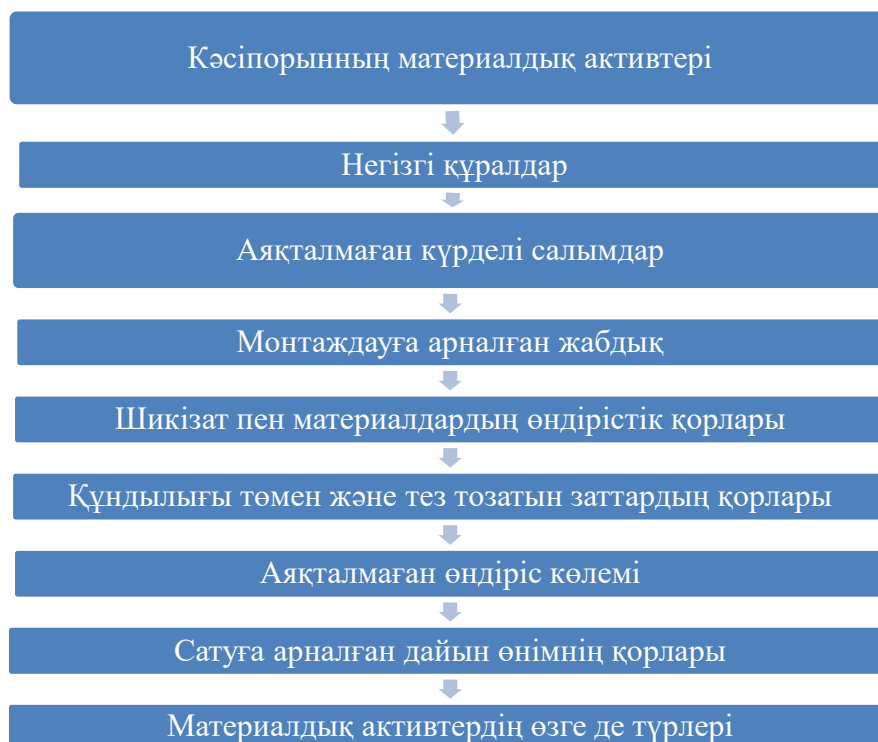 Кәсіпорынның материалдық активтері
Негізгі құралдар
Аяқталмаған күрделі салымдар
Монтаждауға арналған жабдық
Шикізат пен материалдардың өндірістік қорлары
Құндылығы төмен және тез тозатын заттардың қорлары
Аяқталмаған өндіріс көлемі
Сатуға арналған дайын өнімнің қорлары
Материалдық активтердің өзге де түрлері